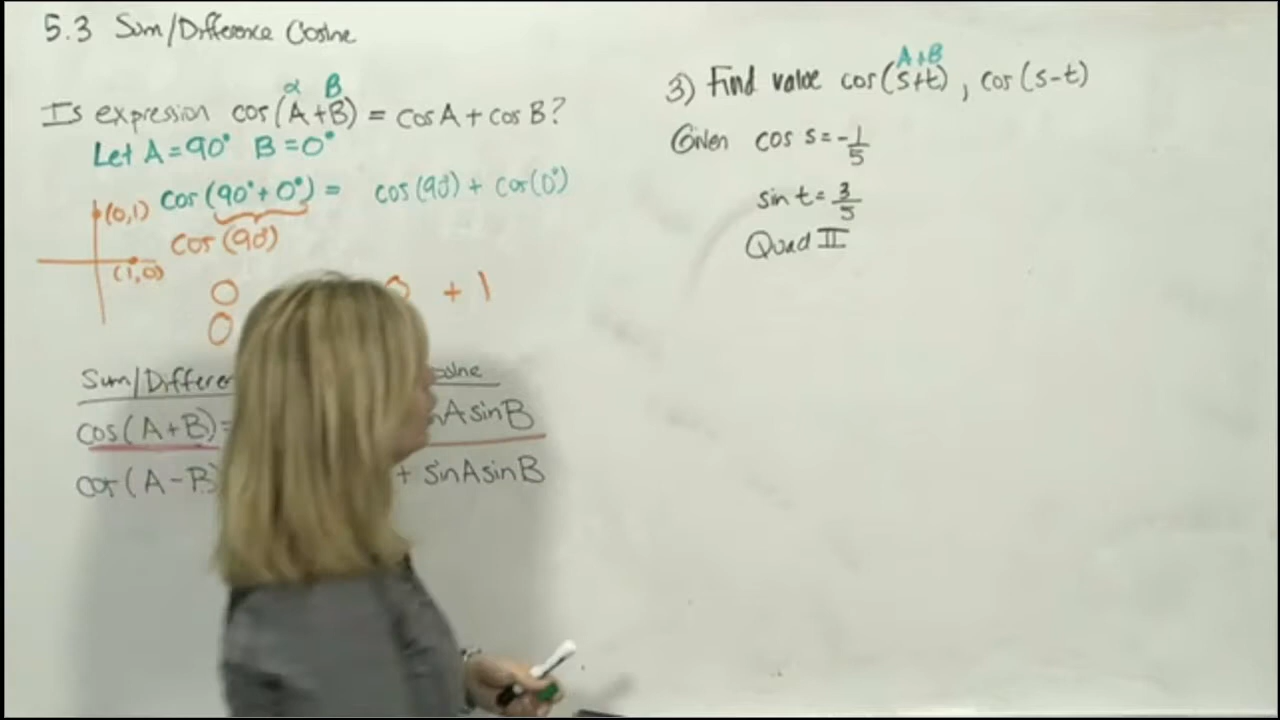 5.3 Sum/Difference Cosine
α B
Is expression cos(A+B) = cosA + cosB?
Let A=90° B=0°
cos(90°+0°) = cos(90°) + cos(0°)
(0,1)
cos(90°)
(1,0)
0 0 + 1
0
Sum/Differen
cos(A+B)= nAsinB
cos(A-B) + sinAsinB
A+B
3) Find value cos(s+t), cos(s-t)
Given cos s = -1/5
sin t = 3/5
Quad II